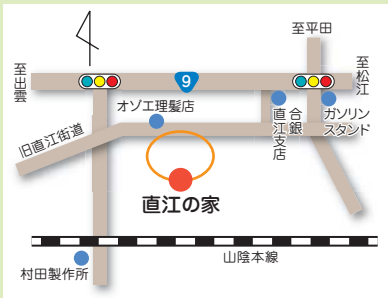 至平田
至出雲
9
至松江
オゾエ理髪店
合銀
直江支店
ガソリン
スタンド
旧直江街道
直江の家
山陰本線
村田製作所